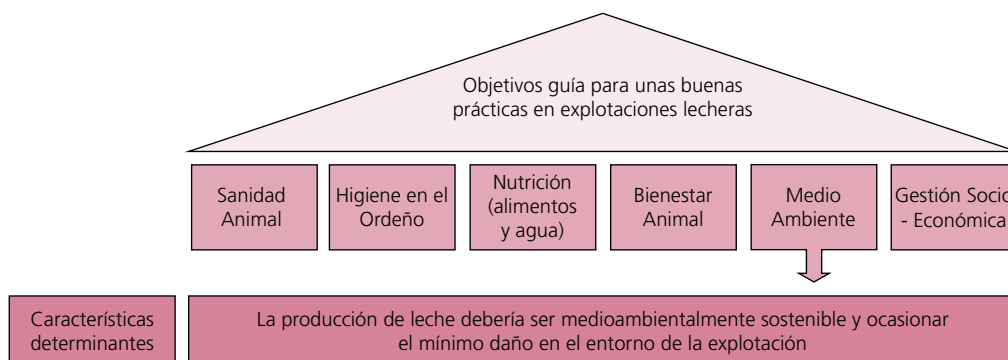 Objetivos guía para unas buenas
prácticas en explotaciones lecheras
Sanidad
Animal
Higiene en el
Ordeño
Nutrición
(alimentos
y agua)
Bienestar
Animal
Medio
Ambiente
Gestión Socio
- Económica
Características
determinantes
La producción de leche debería ser medioambientalmente sostenible y ocasionar
el mínimo daño en el entorno de la explotación